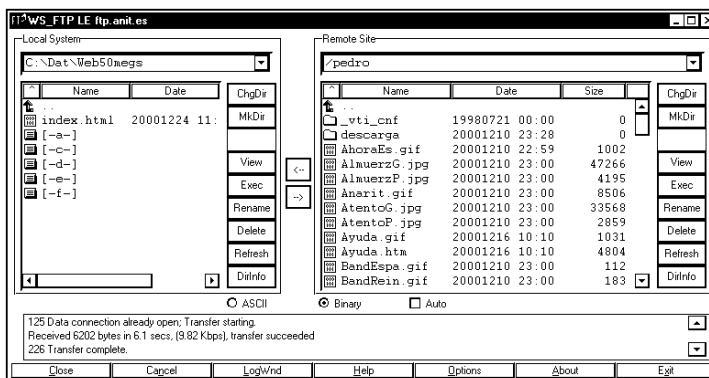 WS_FTP LE ftp.anit.es
Local System
C:\Dat\Web50megs
^ Name Date
..
index.html 20001224 11:
[-a-]
[-c-]
[-d-]
[-e-]
[-f-]
ChgDir
MkDir
View
Exec
Rename
Delete
Refresh
DirInfo
<--
-->
Remote Site
/pedro
^ Name Date Size
..
_vti_cnf 19980721 00:00 0
descarga 20001210 23:28 0
AhoraEs.gif 20001210 22:59 1002
AlmuerzG.jpg 20001210 23:00 47266
AlmuerzP.jpg 20001210 23:00 4195
Anarit.gif 20001210 23:00 8506
AtentoG.jpg 20001210 23:00 33568
AtentoP.jpg 20001210 23:00 2859
Ayuda.gif 20001216 10:10 1031
Ayuda.htm 20001216 10:10 4804
BandEspa.gif 20001210 23:00 112
BandRein.gif 20001210 23:00 183
ChgDir
MkDir
View
Exec
Rename
Delete
Refresh
DirInfo
ASCII Binary Auto
125 Data connection already open; Transfer starting.
Received 6202 bytes in 6.1 secs, (9.82 Kbps), transfer succeeded
226 Transfer complete.
Close Cancel LogWnd Help Options About Exit